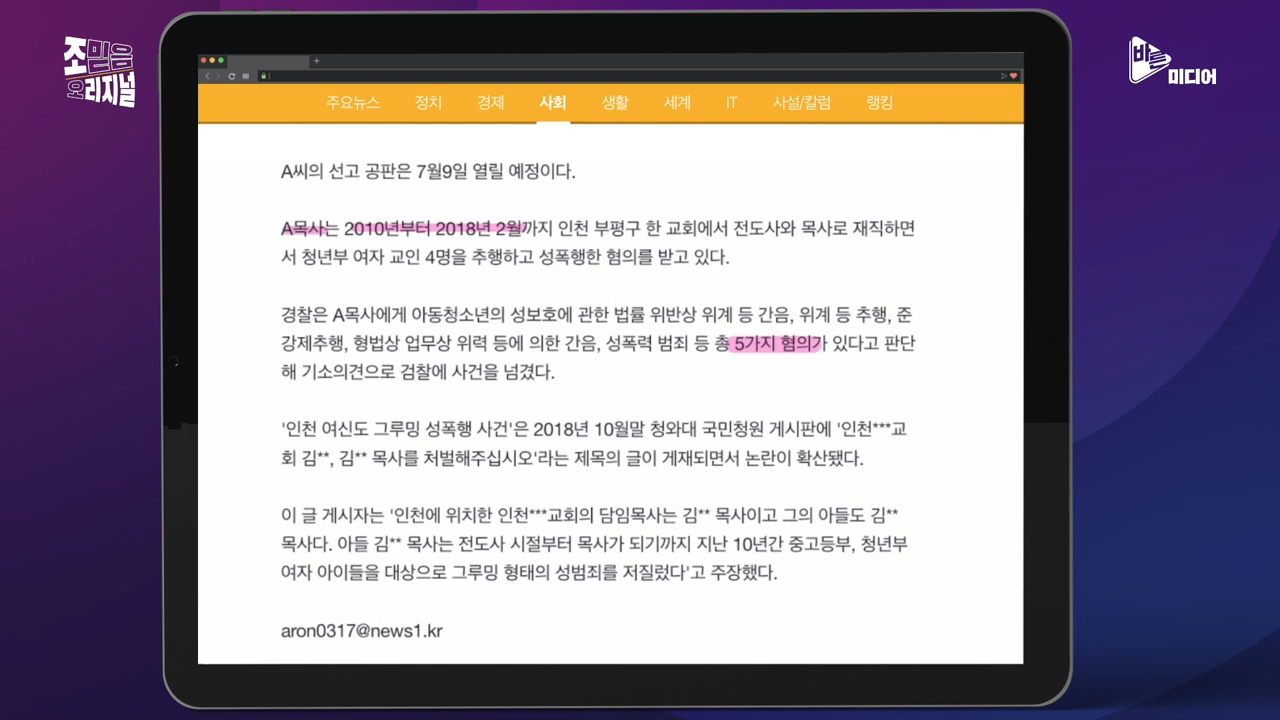 조믿음
오리지널
바른
미디어
주요뉴스 정치 경제 사회 생활 세계 IT 사설/칼럼 랭킹
A씨의 선고 공판은 7월9일 열릴 예정이다.
A목사는 2010년부터 2018년 2월까지 인천 부평구 한 교회에서 전도사와 목사로 재직하면
서 청년부 여자 교인 4명을 추행하고 성폭행한 혐의를 받고 있다.
경찰은 A목사에게 아동청소년의 성보호에 관한 법률 위반상 위계 등 간음, 위계 등 추행, 준
강제추행, 형법상 업무상 위력 등에 의한 간음, 성폭력 범죄 등 총 5가지 혐의가 있다고 판단
해 기소의견으로 검찰에 사건을 넘겼다.
'인천 여신도 그루밍 성폭행 사건'은 2018년 10월말 청와대 국민청원 게시판에 '인천***교
회 김**, 김** 목사를 처벌해주십시오'라는 제목의 글이 게재되면서 논란이 확산됐다.
이 글 게시자는 '인천에 위치한 인천***교회의 담임목사는 김** 목사이고 그의 아들도 김**
목사다. 아들 김** 목사는 전도사 시절부터 목사가 되기까지 지난 10년간 중고등부, 청년부
여자 아이들을 대상으로 그루밍 형태의 성범죄를 저질렀다'고 주장했다.
aron0317@news1.kr